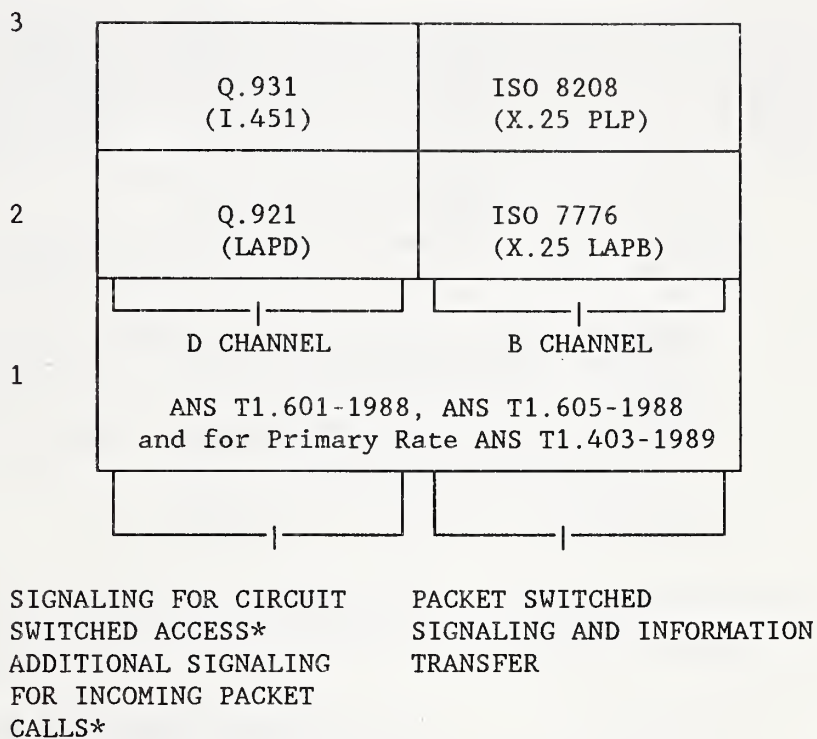 3
Q.931
(I.451)
ISO 8208
(X.25 PLP)
2
Q.921
(LAPD)
ISO 7776
(X.25 LAPB)
D CHANNEL
B CHANNEL
1
ANS T1.601-1988, ANS T1.605-1988
and for Primary Rate ANS T1.403-1989
SIGNALING FOR CIRCUIT
SWITCHED ACCESS*
ADDITIONAL SIGNALING
FOR INCOMING PACKET
CALLS*
PACKET SWITCHED
SIGNALING AND INFORMATION
TRANSFER